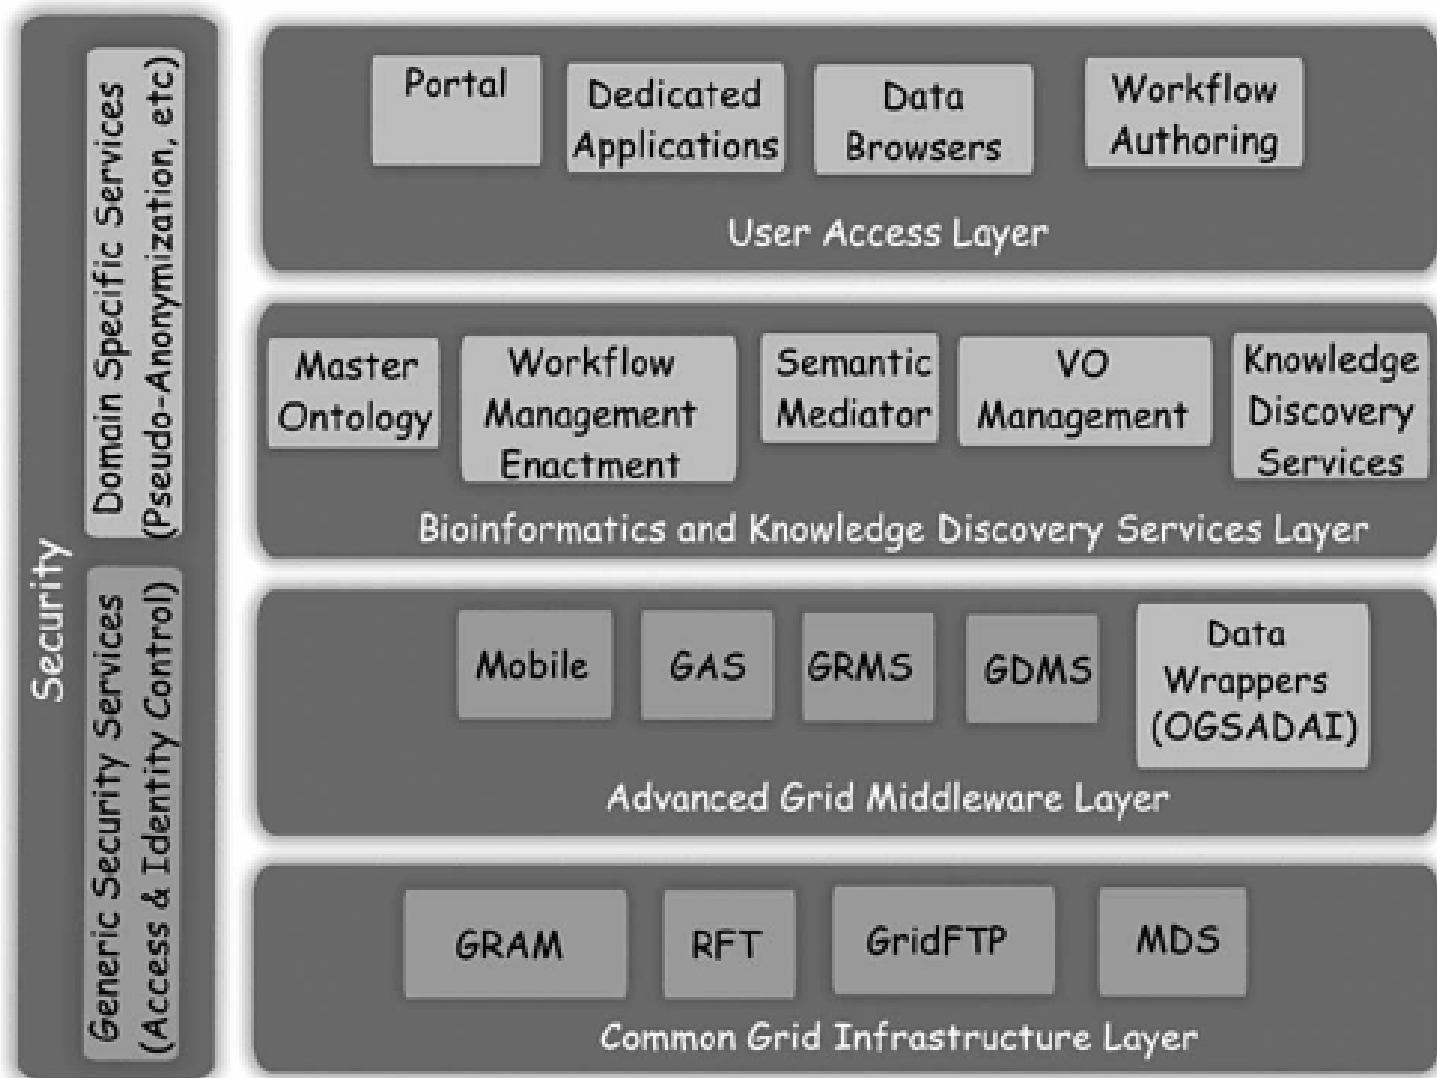 Security
Domain Specific Services
(Pseudo-Anonymization, etc)
Generic Security Services
(Access & Identity Control)
Portal
Dedicated
Applications
Data
Browsers
Workflow
Authoring
User Access Layer
Master
Ontology
Workflow
Management
Enactment
Semantic
Mediator
VO
Management
Knowledge
Discovery
Services
Bioinformatics and Knowledge Discovery Services Layer
Mobile
GAS
GRMS
GDMS
Data
Wrappers
(OGSADAI)
Advanced Grid Middleware Layer
GRAM
RFT
GridFTP
MDS
Common Grid Infrastructure Layer